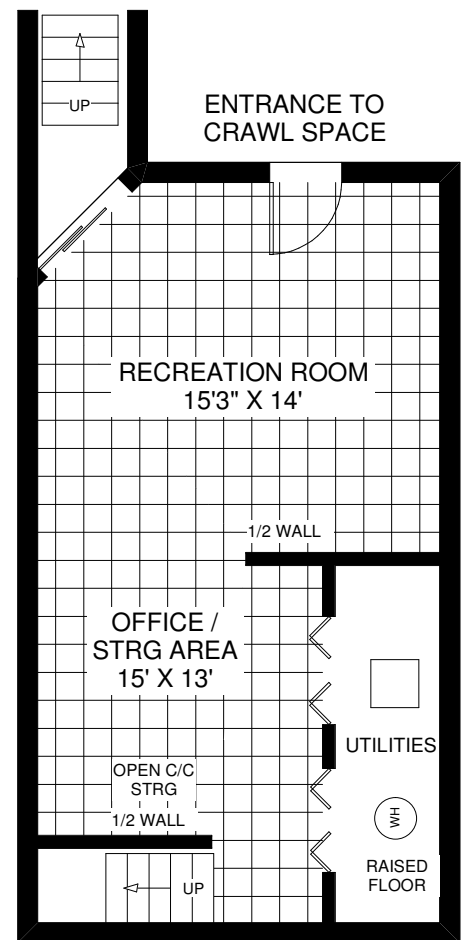 UP
ENTRANCE TO
CRAWL SPACE
RECREATION ROOM
15'3" X 14'
1/2 WALL
OFFICE /
STRG AREA
15' X 13'
UTILITIES
OPEN C/C
STRG
1/2 WALL
WH
RAISED
FLOOR
UP